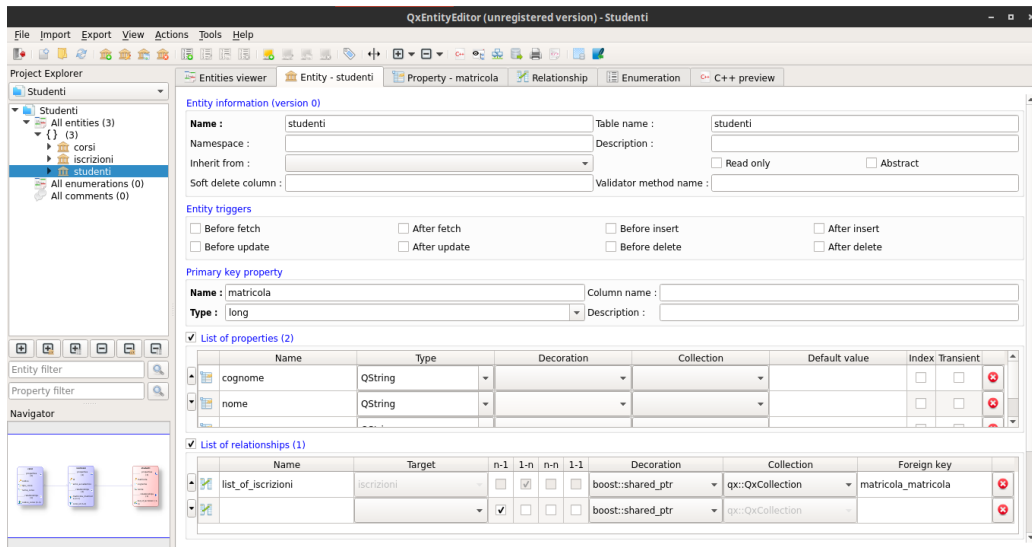 QxEntityEditor (unregistered version) - Studenti
File Import Export View Actions Tools Help
Project Explorer
Studenti
Studenti
All entities (3)
{} (3)
corsi
iscrizioni
studenti
All enumerations (0)
All comments (0)
Entity filter
Property filter
Navigator
Entities viewer Entity - studenti Property - matricola Relationship Enumeration C++ preview
Entity information (version 0)
Name : studenti Table name : studenti
Namespace : Description :
Inherit from : Read only Abstract
Soft delete column : Validator method name :
Entity triggers
Before fetch After fetch Before insert After insert
Before update After update Before delete After delete
Primary key property
Name : matricola Column name :
Type : long Description :
List of properties (2)
Name Type Decoration Collection Default value Index Transient
cognome QString
nome QString
List of relationships (1)
Name Target n-1 1-n n-n 1-1 Decoration Collection Foreign key
list_of_iscrizioni iscrizioni boost::shared_ptr qx::QxCollection matricola_matricola
boost::shared_ptr qx::QxCollection